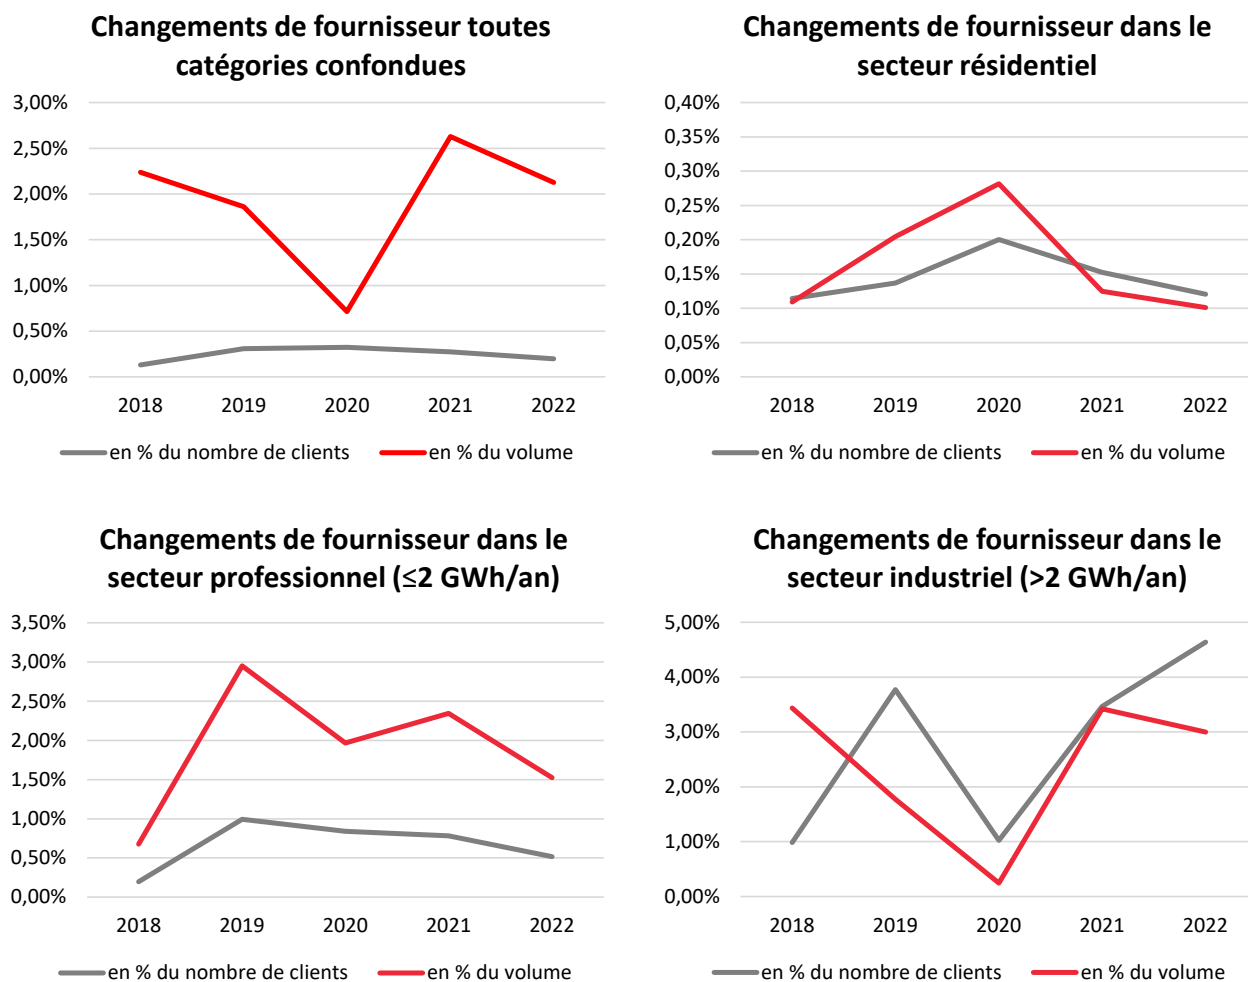 Changements de fournisseur toutes
catégories confondues
3,00%
2,50%
2,00%
1,50%
1,00%
0,50%
0,00%
2018 2019 2020 2021 2022
en % du nombre de clients en % du volume
Changements de fournisseur dans le
secteur résidentiel
0,40%
0,35%
0,30%
0,25%
0,20%
0,15%
0,10%
0,05%
0,00%
2018 2019 2020 2021 2022
en % du nombre de clients en % du volume
Changements de fournisseur dans le
secteur professionnel (≤2 GWh/an)
3,50%
3,00%
2,50%
2,00%
1,50%
1,00%
0,50%
0,00%
2018 2019 2020 2021 2022
en % du nombre de clients en % du volume
Changements de fournisseur dans le
secteur industriel (>2 GWh/an)
5,00%
4,00%
3,00%
2,00%
1,00%
0,00%
2018 2019 2020 2021 2022
en % du nombre de clients en % du volume